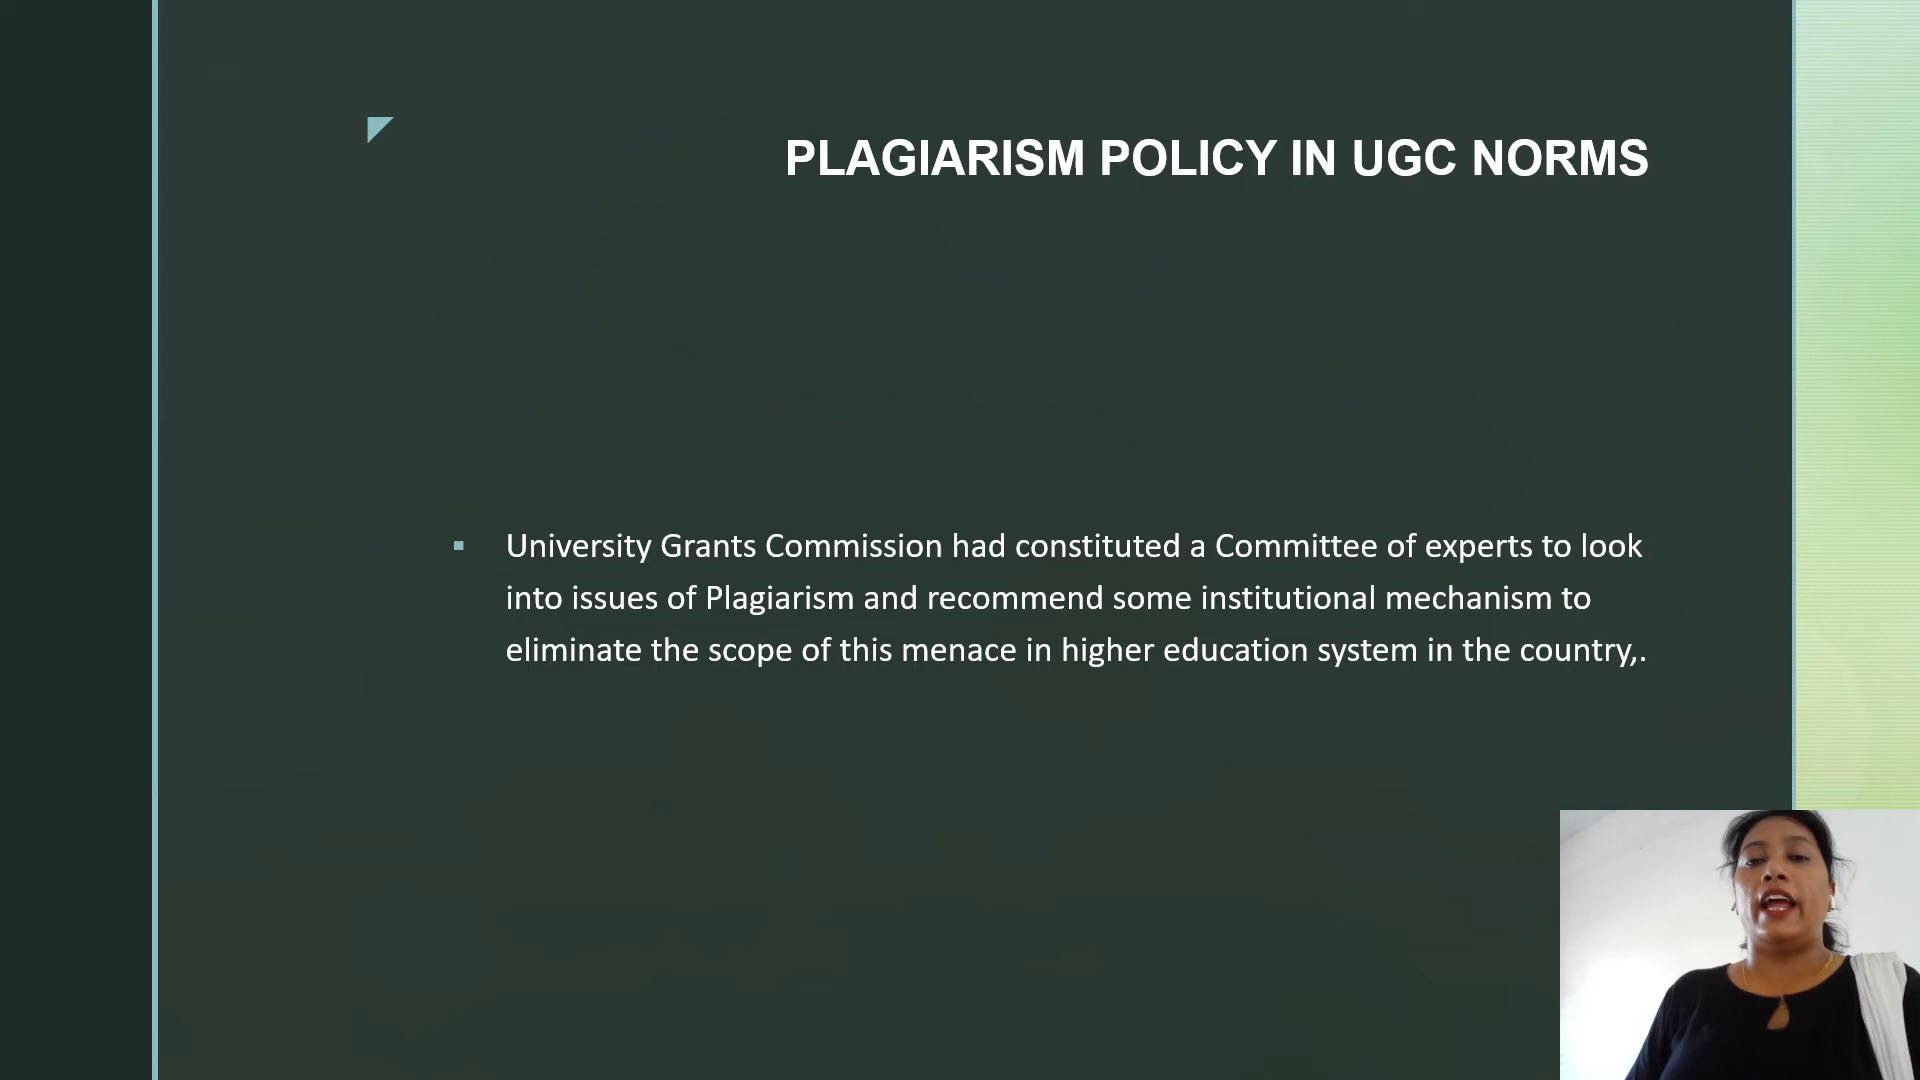 PLAGIARISM POLICY IN UGC NORMS
University Grants Commission had constituted a Committee of experts to look
into issues of Plagiarism and recommend some institutional mechanism to
eliminate the scope of this menace in higher education system in the country,.